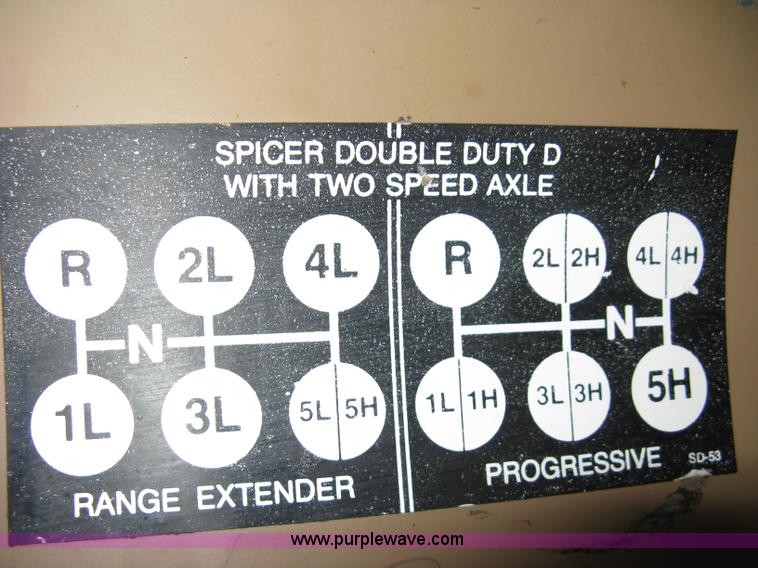 SPICER DOUBLE DUTY D
WITH TWO SPEED AXLE
R 2L 4L
N
1L 3L 5L 5H
RANGE EXTENDER
R 2L 2H 4L 4H
N
1L 1H 3L 3H 5H
PROGRESSIVE
SD-53
www.purplewave.com